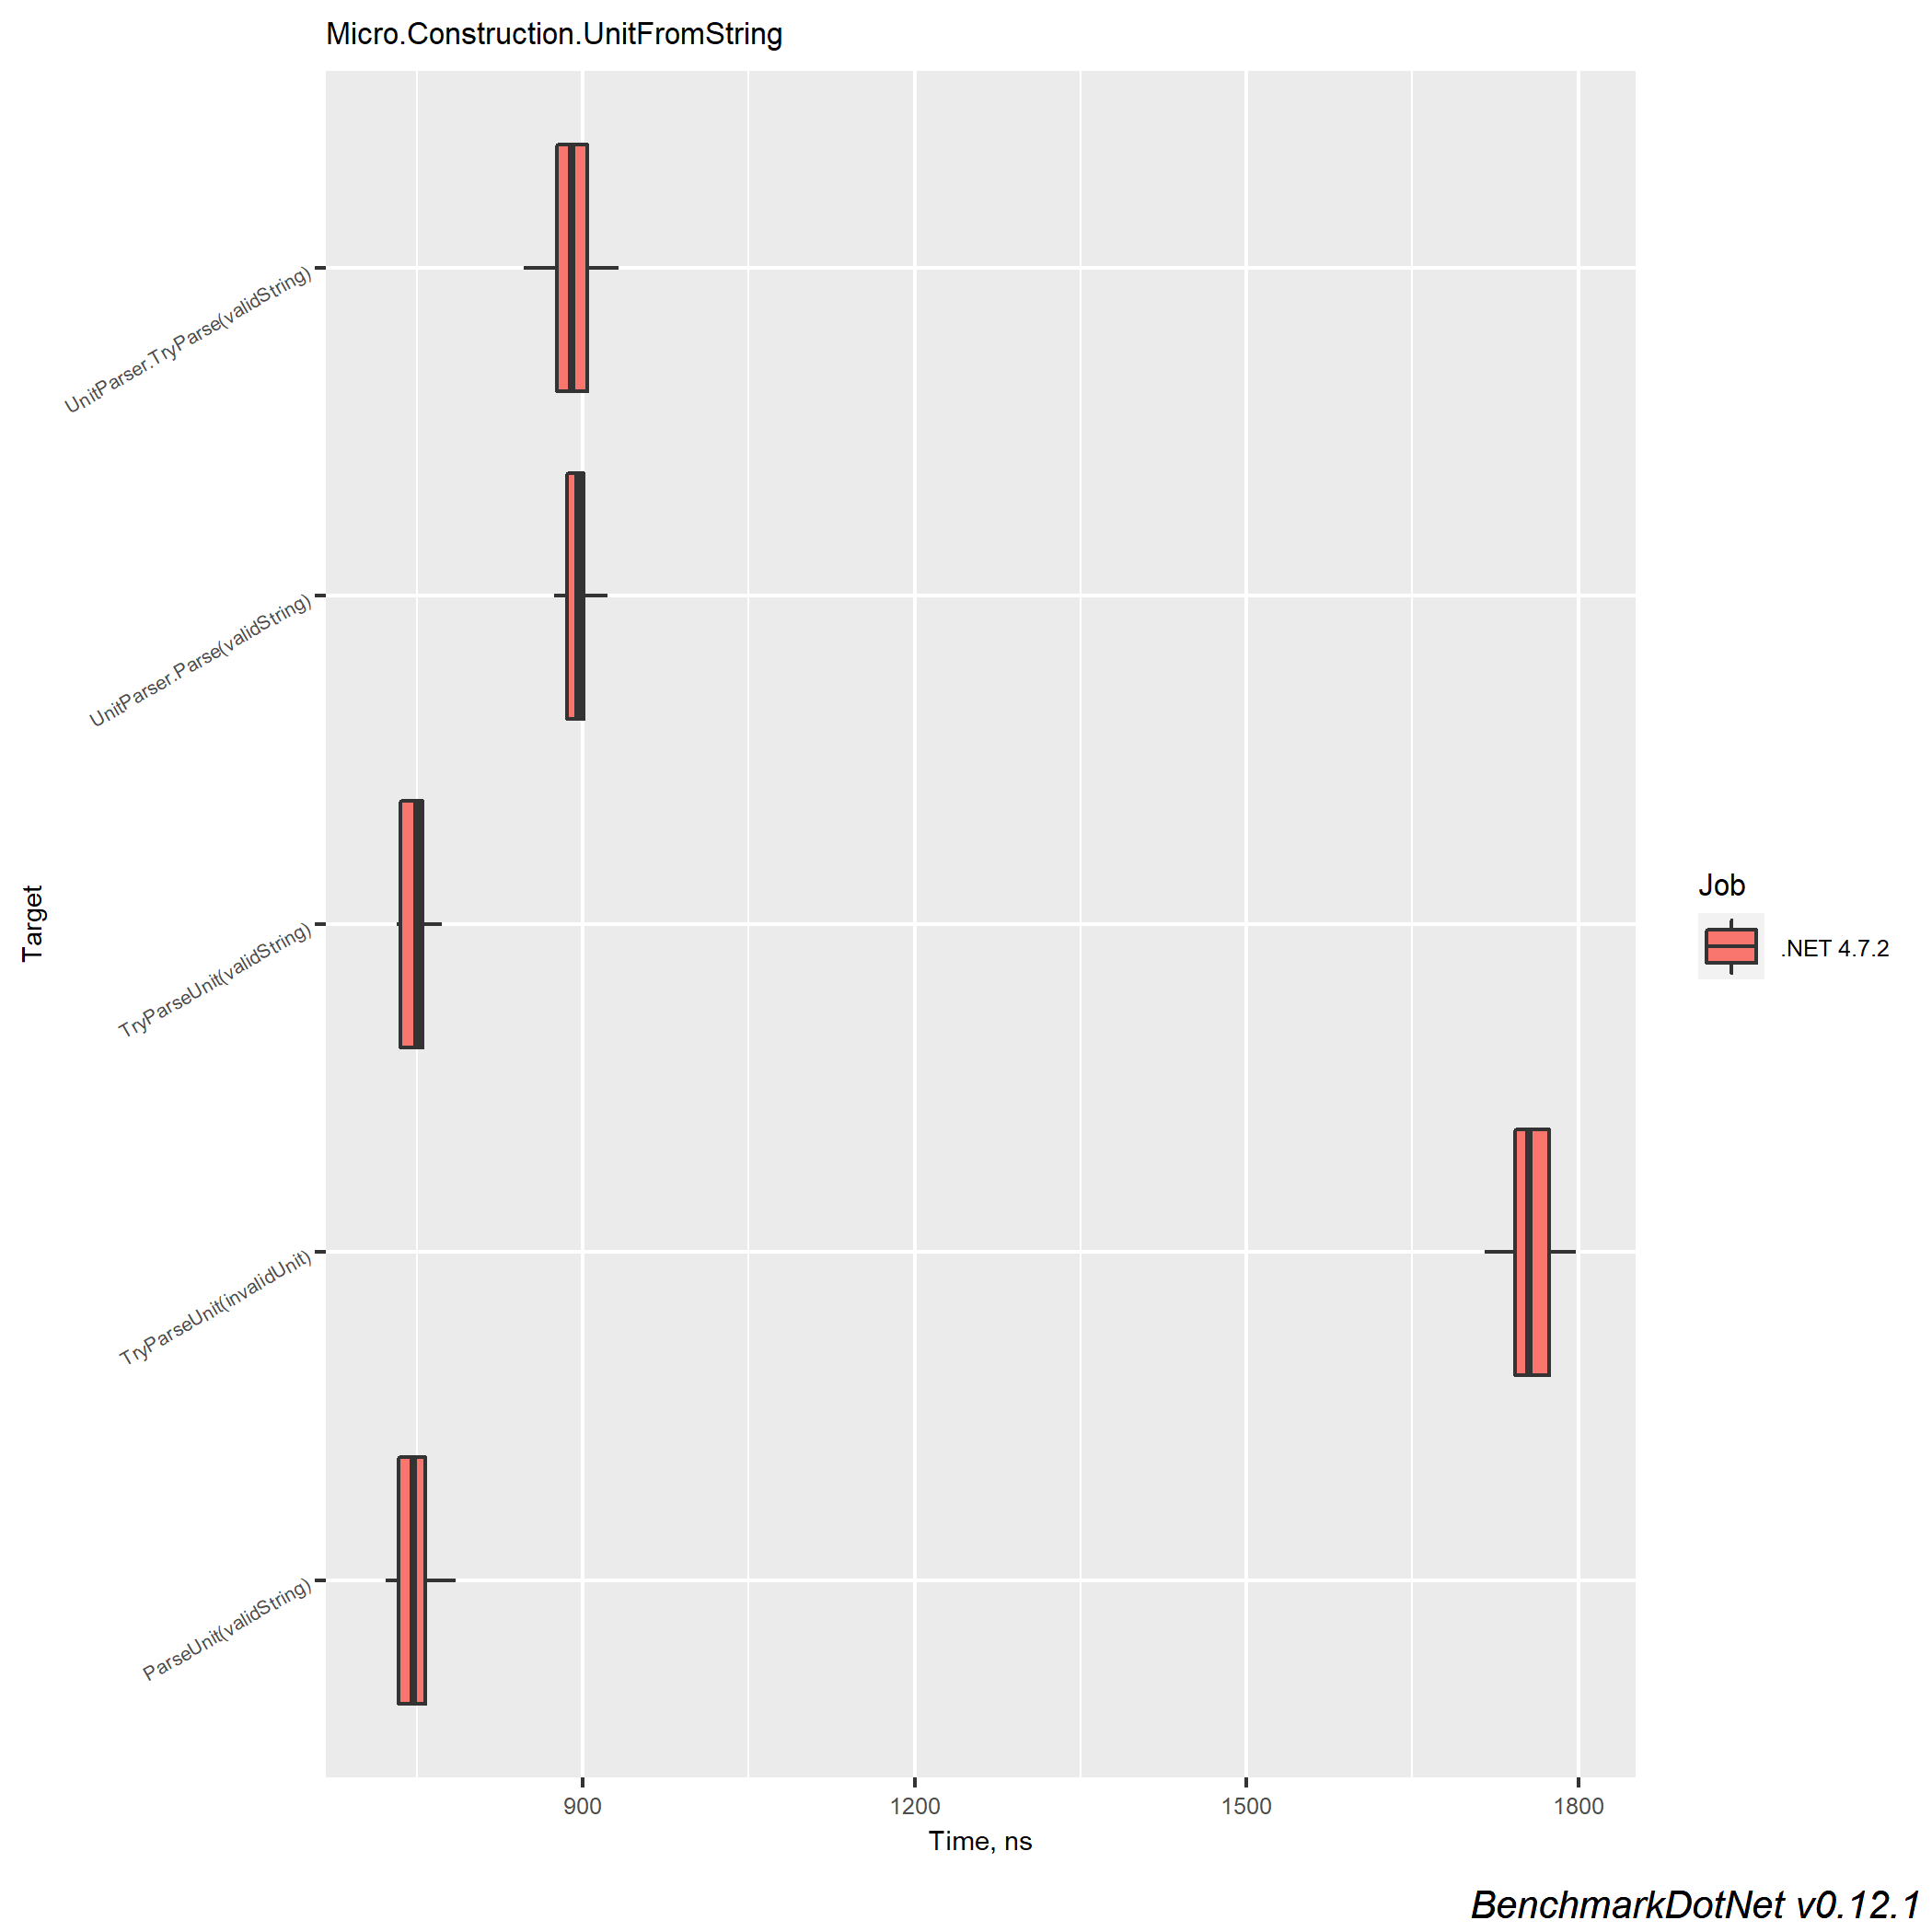 Micro.Construction.UnitFromString
UnitParser.TryParse(validString)
UnitParser.Parse(validString)
TryParseUnit(validString)
TryParseUnit(invalidUnit)
ParseUnit(validString)
Target
900 1200 1500 1800
Time, ns
Job
.NET 4.7.2
BenchmarkDotNet v0.12.1